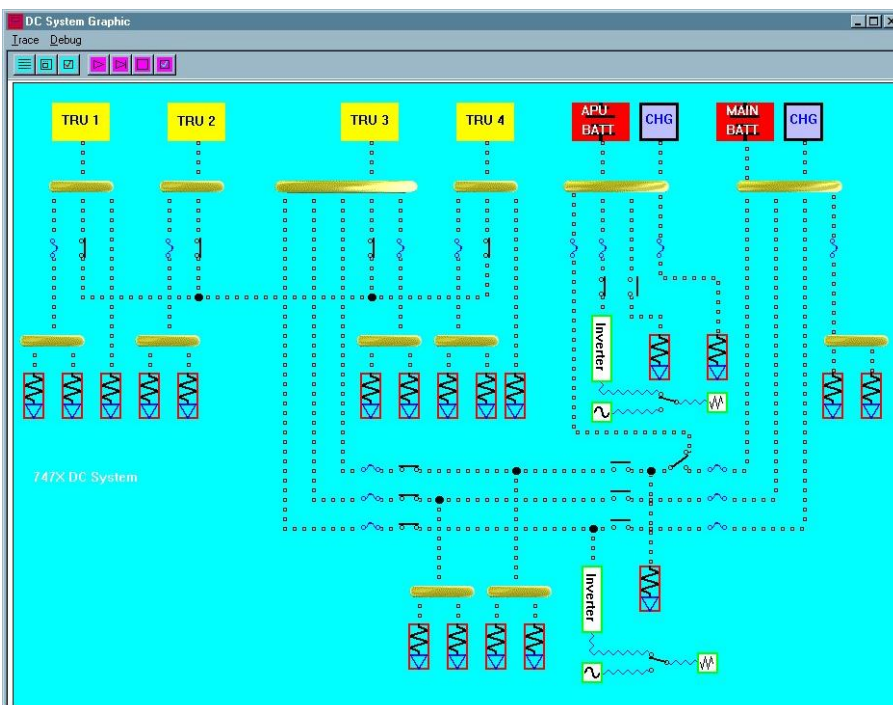 DC System Graphic
Trace Debug
TRU 1
TRU 2
TRU 3
TRU 4
APU
BATT
CHG
MAIN
BATT
CHG
Inverter
747X DC System
Inverter